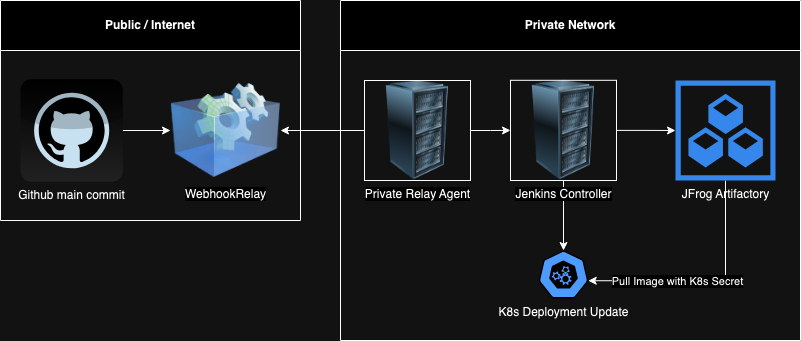 Public / Internet
Private Network
Github main commit
WebhookRelay
Private Relay Agent
Jenkins Controller
JFrog Artifactory
Pull Image with K8s Secret
K8s Deployment Update